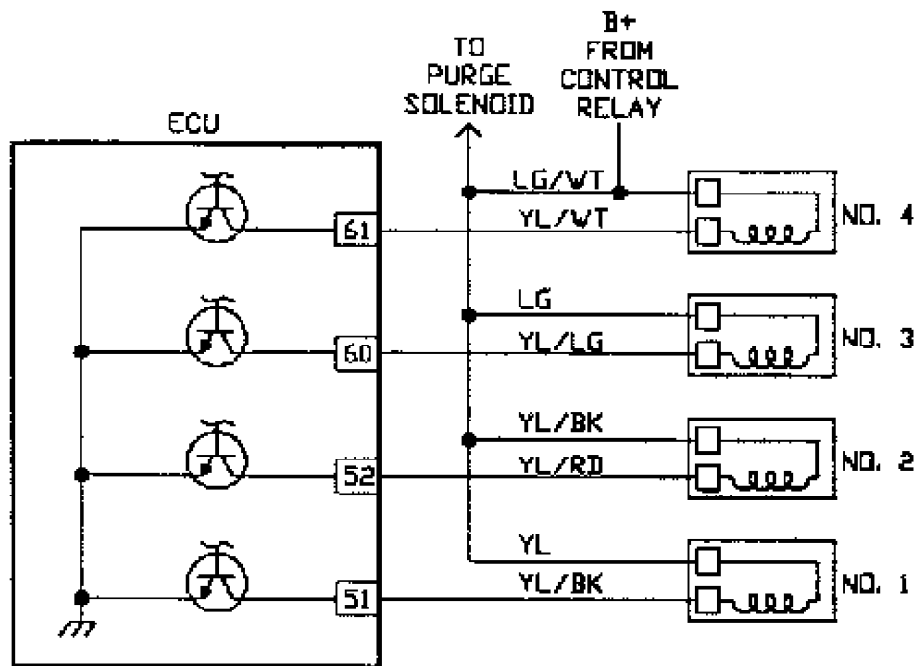 B+
FROM
CONTROL
RELAY
TO
PURGE
SOLENOID
ECU
LG/WT
YL/WT
61
NO. 4
LG
YL/LG
60
NO. 3
YL/BK
YL/RD
52
NO. 2
YL
YL/BK
51
NO. 1